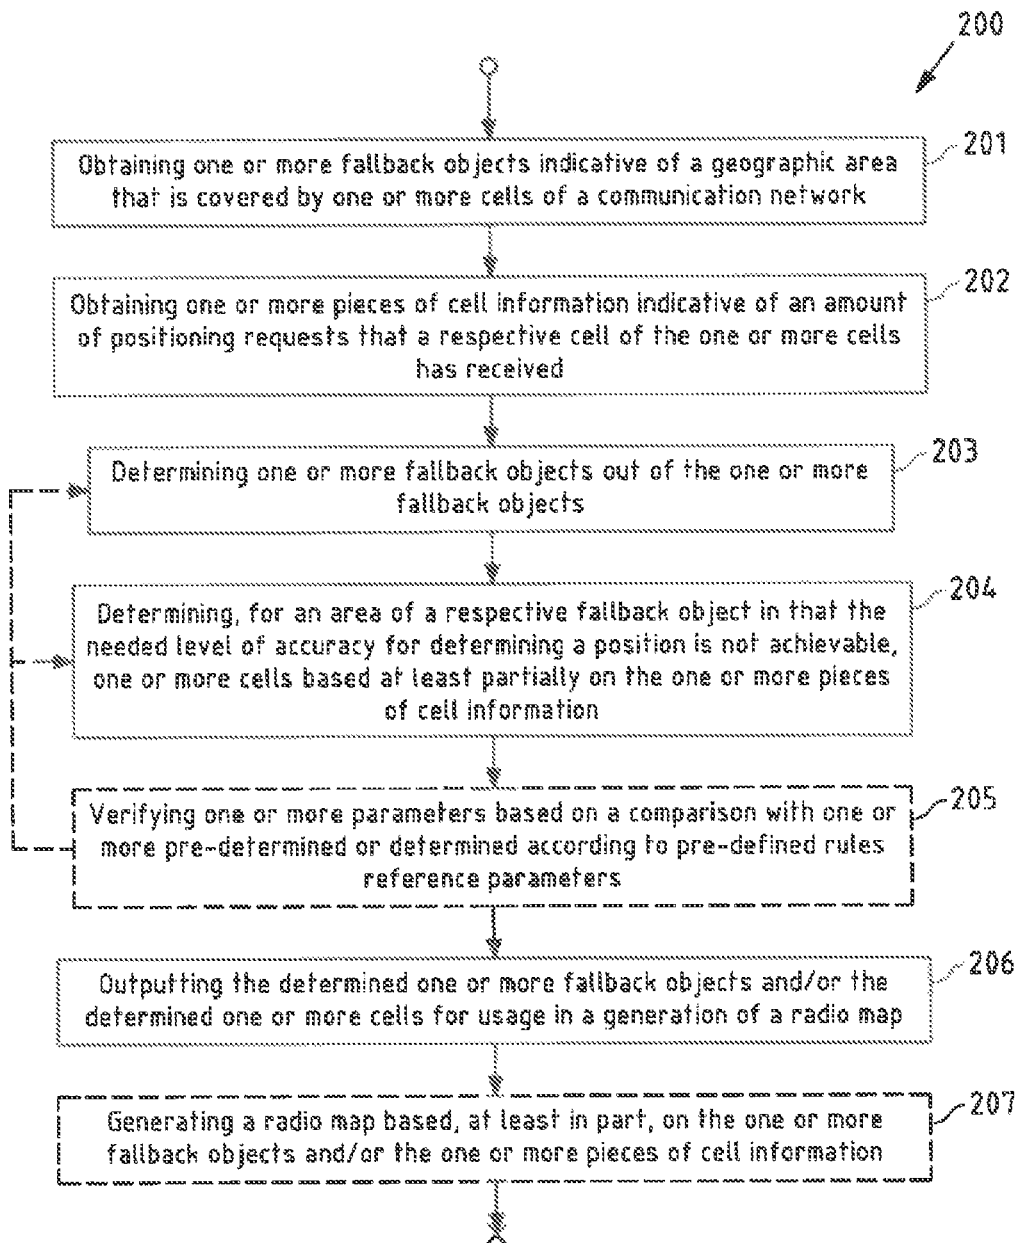 200
Obtaining one or more fallback objects indicative of a geographic area
that is covered by one or more cells of a communication network
201
Obtaining one or more pieces of cell information indicative of an amount
of positioning requests that a respective cell of the one or more cells
has received
202
Determining one or more fallback objects out of the one or more
fallback objects
203
Determining, for an area of a respective fallback object in that the
needed level of accuracy for determining a position is not achievable,
one or more cells based at least partially on the one or more pieces
of cell information
204
Verifying one or more parameters based on a comparison with one or
more pre-determined or determined according to pre-defined rules
reference parameters
205
Outputting the determined one or more fallback objects and/or the
determined one or more cells for usage in a generation of a radio map
206
Generating a radio map based, at least in part, on the one or more
fallback objects and/or the one or more pieces of cell information
207